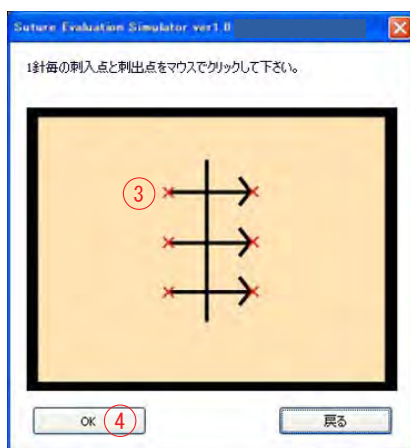 Suture Evaluation Simulator ver1.0
1針毎の刺入点と刺出点をマウスでクリックして下さい。
③
OK ④
戻る